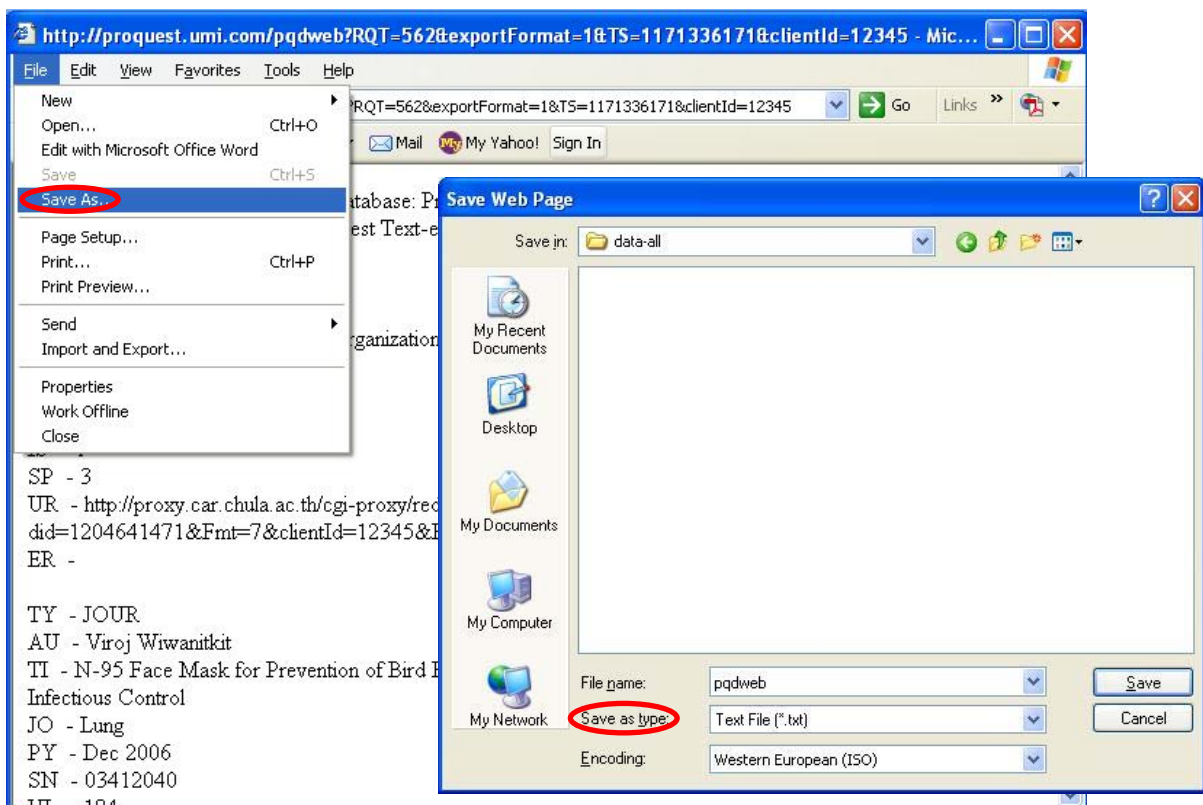 http://proquest.umi.com/pqdweb?RQT=562&exportFormat=1&TS=1171336171&clientId=12345 - Mic...
File Edit View Favorites Tools Help
?RQT=562&exportFormat=1&TS=1171336171&clientId=12345 Go Links »
Mail My Yahoo! Sign In
New
Open... Ctrl+O
Edit with Microsoft Office Word
Save Ctrl+S
Save As..
Page Setup...
Print... Ctrl+P
Print Preview...
Send
Import and Export...
Properties
Work Offline
Close
atabase: P
est Text-e
rganization
SP - 3
UR - http://proxy.car.chula.ac.th/cgi-proxy/red
did=1204641471&Fmt=7&clientId=12345&
ER -
TY - JOUR
AU - Viroj Wiwanitkit
TI - N-95 Face Mask for Prevention of Bird
Infectious Control
JO - Lung
PY - Dec 2006
SN - 03412040
Save Web Page
Save in: data-all
My Recent
Documents
Desktop
My Documents
My Computer
My Network
File name: pqdweb Save
Save as type: Text File (*.txt) Cancel
Encoding: Western European (ISO)